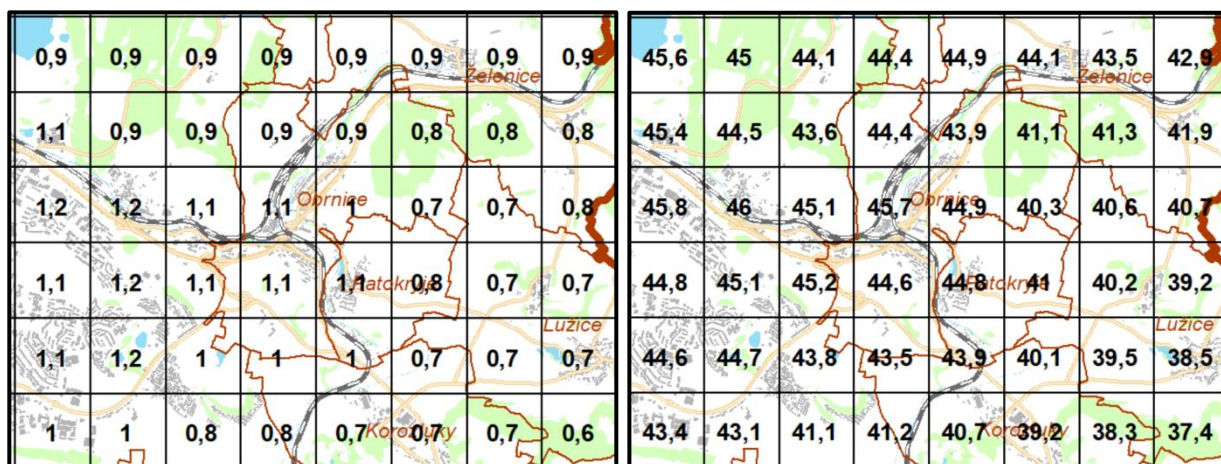 0,9 0,9 0,9 0,9 0,9 0,9 0,9 0,9 45,6 45 44,1 44,4 44,9 44,1 43,5 42,9
Želenice Želenice
1,1 0,9 0,9 0,9 0,9 0,8 0,8 0,8 45,4 44,5 43,6 44,4 43,9 41,1 41,3 41,9
Obrnice Obrnice
1,2 1,2 1,1 1,1 1 0,7 0,7 0,8 45,8 46 45,1 45,7 44,9 40,3 40,6 40,7
1,1 1,2 1,1 1,1 1,1 0,8 0,7 0,7 44,8 45,1 45,2 44,6 44,8 41 40,2 39,2
Patokryje Patokryje
Lužice Lužice
1,1 1,2 1 1 1 0,7 0,7 0,7 44,6 44,7 43,8 43,5 43,9 40,1 39,5 38,5
1 1 0,8 0,8 0,7 0,7 0,7 0,6 43,4 43,1 41,1 41,2 40,7 39,2 38,3 37,4
Korozluky Korozluky